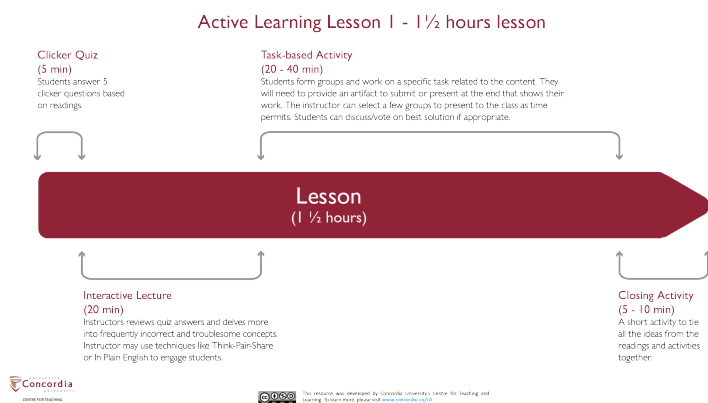 Active Learning Lesson 1 - 1½ hours lesson
Clicker Quiz
(5 min)
Students answer 5
clicker questions based
on readings.
Task-based Activity
(20 - 40 min)
Students form groups and work on a specific task related to the content. They
will need to provide an artifact to submit or present at the end that shows their
work. The instructor can select a few groups to present to the class as time
permits. Students can discuss/vote on best solution if appropriate.
Lesson
(1 ½ hours)
Interactive Lecture
(20 min)
Instructors reviews quiz answers and delves more
into frequently incorrect and troublesome concepts.
Instructor may use techniques like Think-Pair-Share
or In Plain English to engage students.
Closing Activity
(5 - 10 min)
A short activity to tie
all the ideas from the
readings and activities
together.
UNIVERSITÉ
Concordia
UNIVERSITY
CENTRE FOR TEACHING
This resource was developed by Concordia University's Centre for Teaching and
Learning. To learn more, please visit www.concordia.ca/ctl